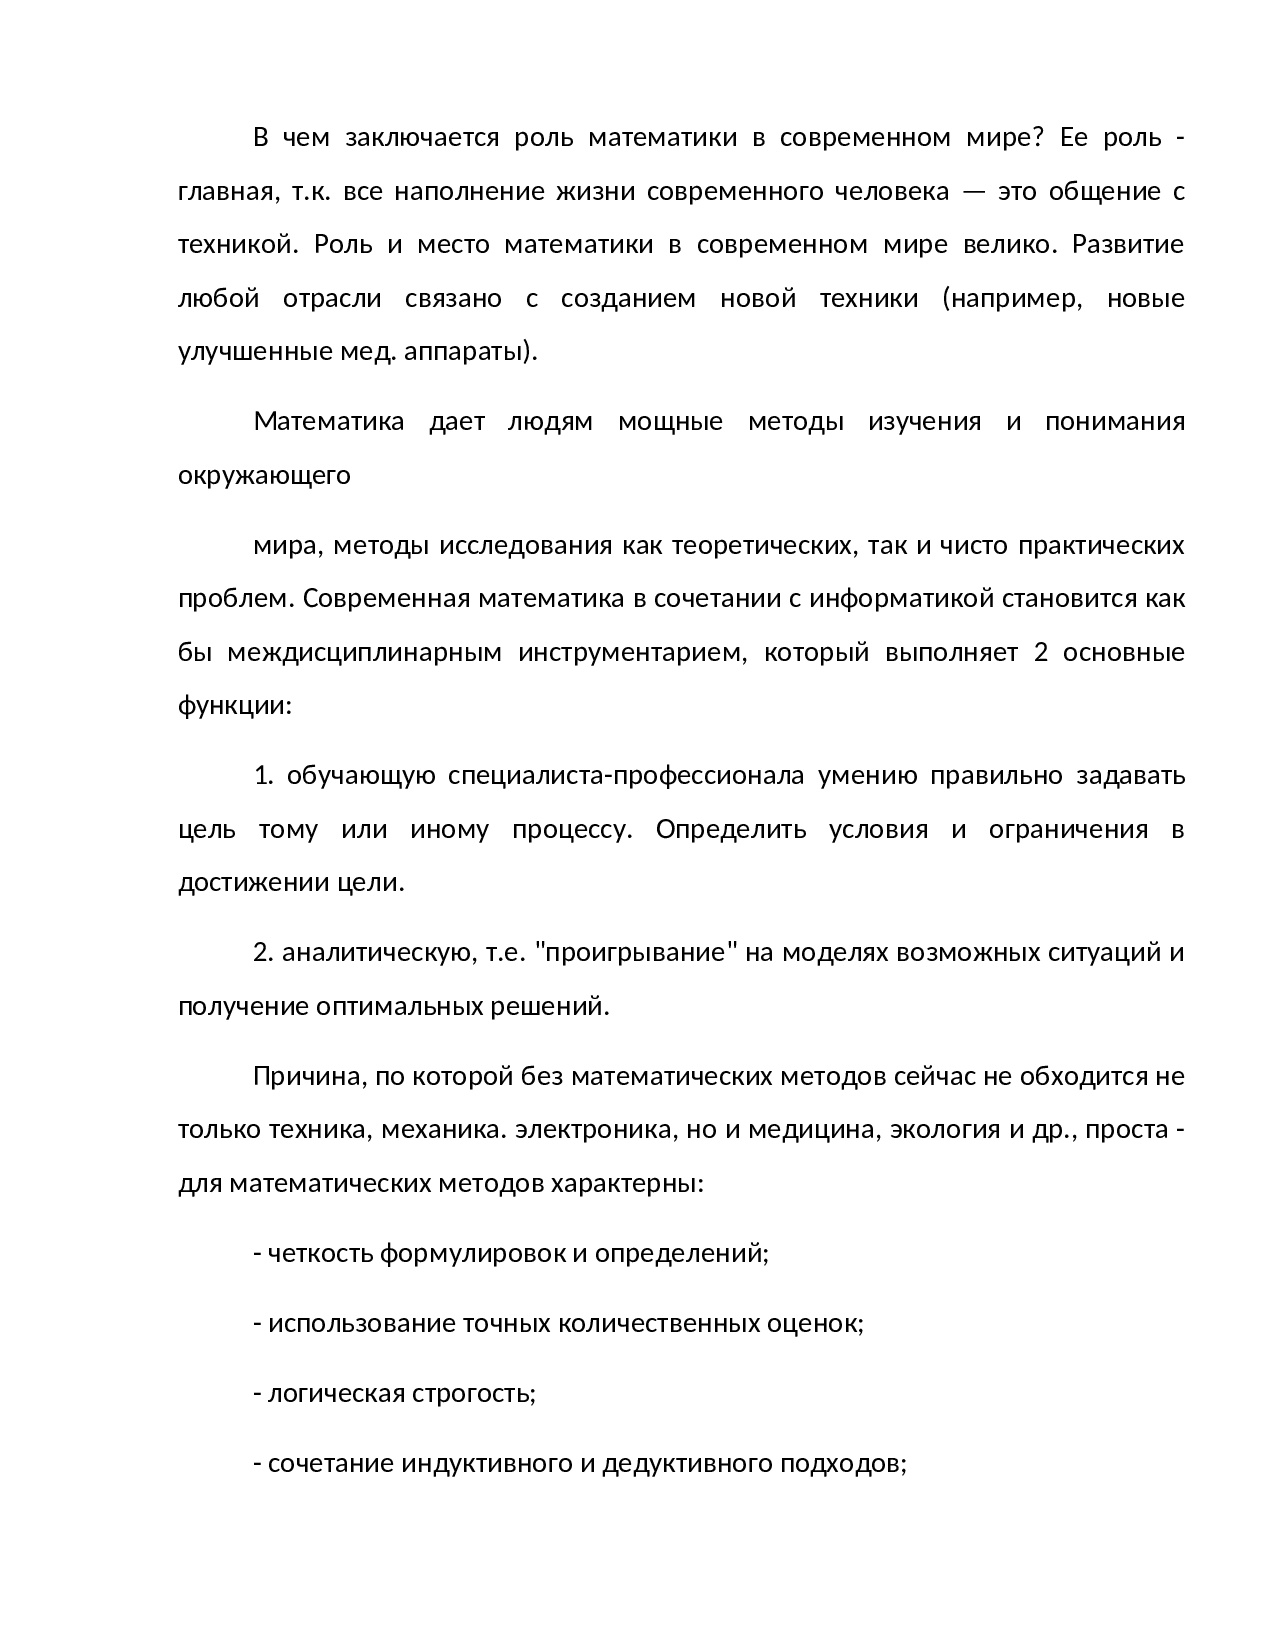 В чем заключается роль математики в современном мире? Ее роль -
главная, т.к. все наполнение жизни современного человека — это общение с
техникой. Роль и место математики в современном мире велико. Развитие
любой отрасли связано с созданием новой техники (например, новые
улучшенные мед. аппараты).
Математика дает людям мощные методы изучения и понимания
окружающего
мира, методы исследования как теоретических, так и чисто практических
проблем. Современная математика в сочетании с информатикой становится как
бы междисциплинарным инструментарием, который выполняет 2 основные
функции:
1. обучающую специалиста-профессионала умению правильно задавать
цель тому или иному процессу. Определить условия и ограничения в
достижении цели.
2. аналитическую, т.е. "проигрывание" на моделях возможных ситуаций и
получение оптимальных решений.
Причина, по которой без математических методов сейчас не обходится не
только техника, механика. электроника, но и медицина, экология и др., проста -
для математических методов характерны:
- четкость формулировок и определений;
- использование точных количественных оценок;
- логическая строгость;
- сочетание индуктивного и дедуктивного подходов;